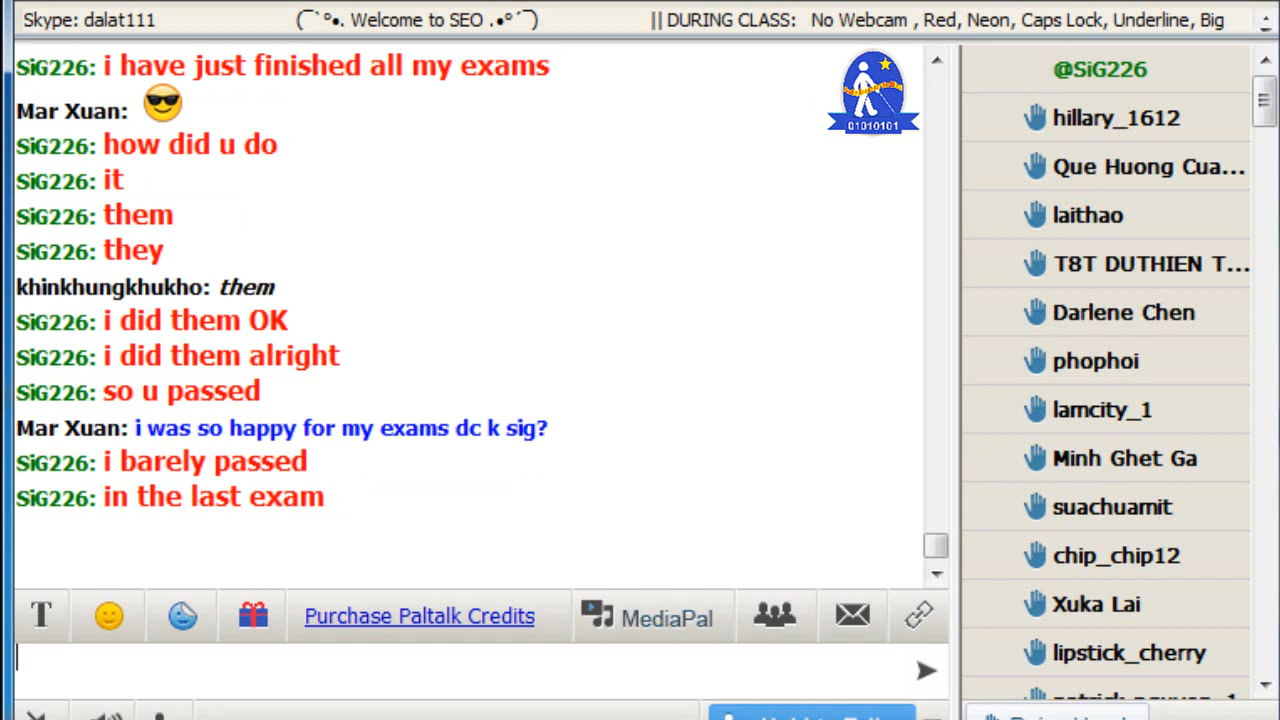 Skype: dalat111 (¯`°•. Welcome to SEO .•°´¯) || DURING CLASS: No Webcam , Red, Neon, Caps Lock, Underline, Big
SiG226: i have just finished all my exams
Mar Xuan:
SiG226: how did u do
SiG226: it
SiG226: them
SiG226: they
khinkhungkhukho: them
SiG226: i did them OK
SiG226: i did them alright
SiG226: so u passed
Mar Xuan: i was so happy for my exams dc k sig?
SiG226: i barely passed
SiG226: in the last exam
01010101
@SiG226
hillary_1612
Que Huong Cua...
laithao
T8T DUTHIEN T...
Darlene Chen
phophoi
lamcity_1
Minh Ghet Ga
suachuamit
chip_chip12
Xuka Lai
lipstick_cherry
T Purchase Paltalk Credits MediaPal